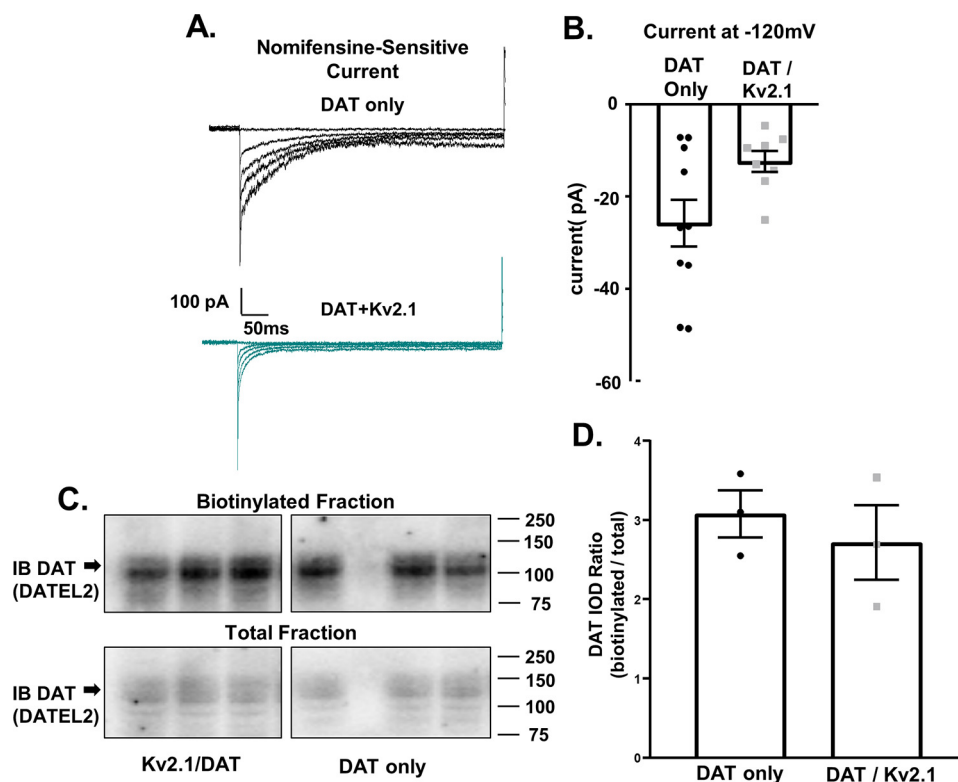 A.
Nomifensine-Sensitive
Current
DAT only
100 pA
50ms
DAT+Kv2.1
B.
Current at -120mV
DAT
Only
DAT /
Kv2.1
0
-20
-40
-60
current( pA)
C.
Biotinylated Fraction
IB DAT
(DATEL2)
250
150
100
75
Total Fraction
IB DAT
(DATEL2)
250
150
100
75
Kv2.1/DAT
DAT only
D.
DAT IOD Ratio
(biotinylated / total)
4
3
2
1
0
DAT only
DAT / Kv2.1